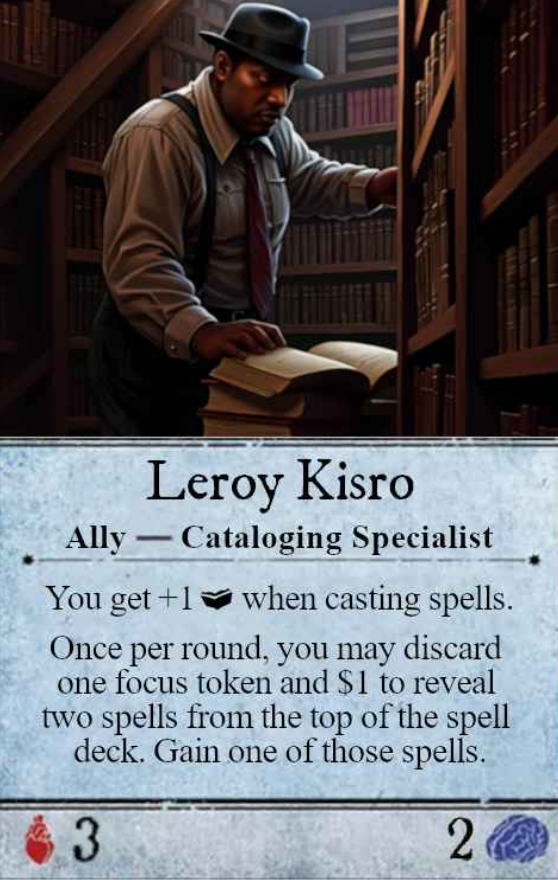 Leroy Kisro
Ally — Cataloging Specialist
You get +1 when casting spells.
Once per round, you may discard
one focus token and $1 to reveal
two spells from the top of the spell
deck. Gain one of those spells.
3 2